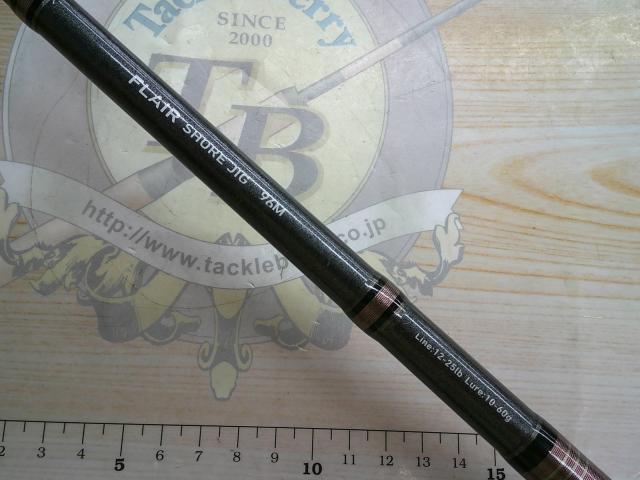 Tackle Berry
SINCE
2000
TB
FLAIR SHORE JIG 96M
http://www.tackleb co.jp
Line:12-25lb Lure:10-60g
2 3 4 5 6 7 8 9 10 11 12 13 14 15